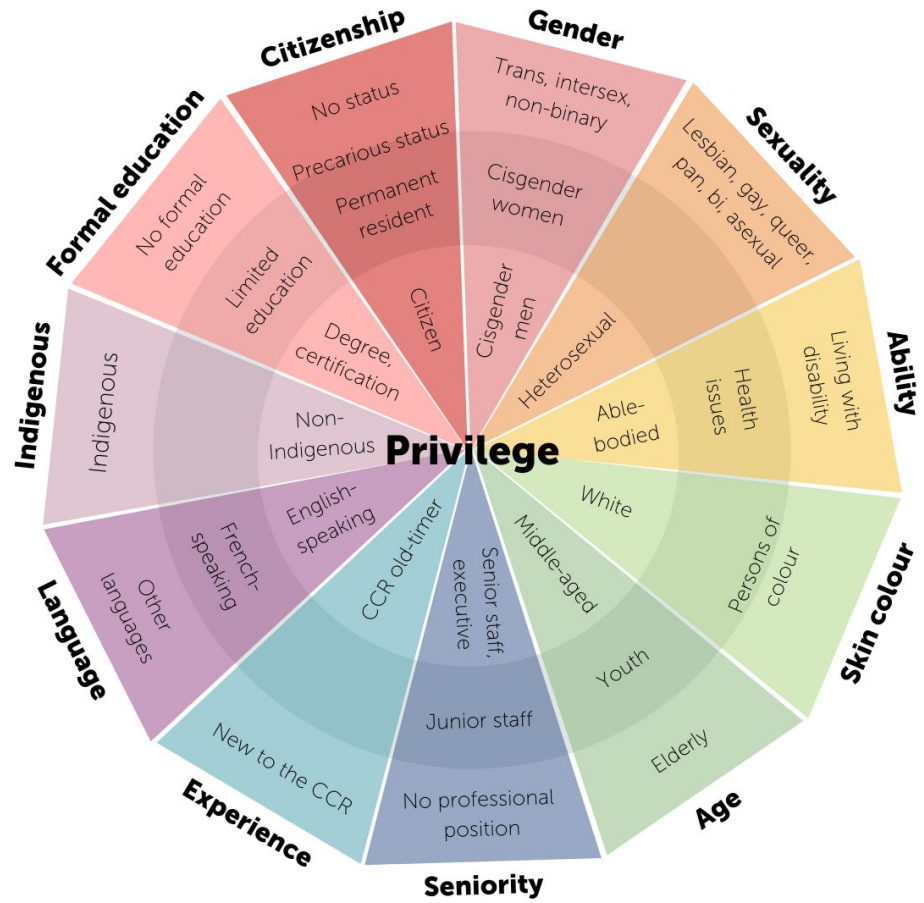 Citizenship
No status
Precarious status
Permanent
resident
Citizen
Gender
Trans, intersex,
non-binary
Cisgender
women
Cisgender
men
Sexuality
Lesbian, gay, queer,
pan, bi, asexual
Heterosexual
Ability
Living with
disability
Health
issues
Able-
bodied
Skin colour
Persons of
colour
White
Age
Elderly
Youth
Middle-aged
Seniority
No professional
position
Junior staff
Senior staff,
executive
Experience
New to the CCR
CCR old-timer
Language
Other
languages
French-
speaking
English-
speaking
Indigenous
Indigenous
Non-
Indigenous
Formal education
No formal
education
Limited
education
Degree,
certification
Privilege